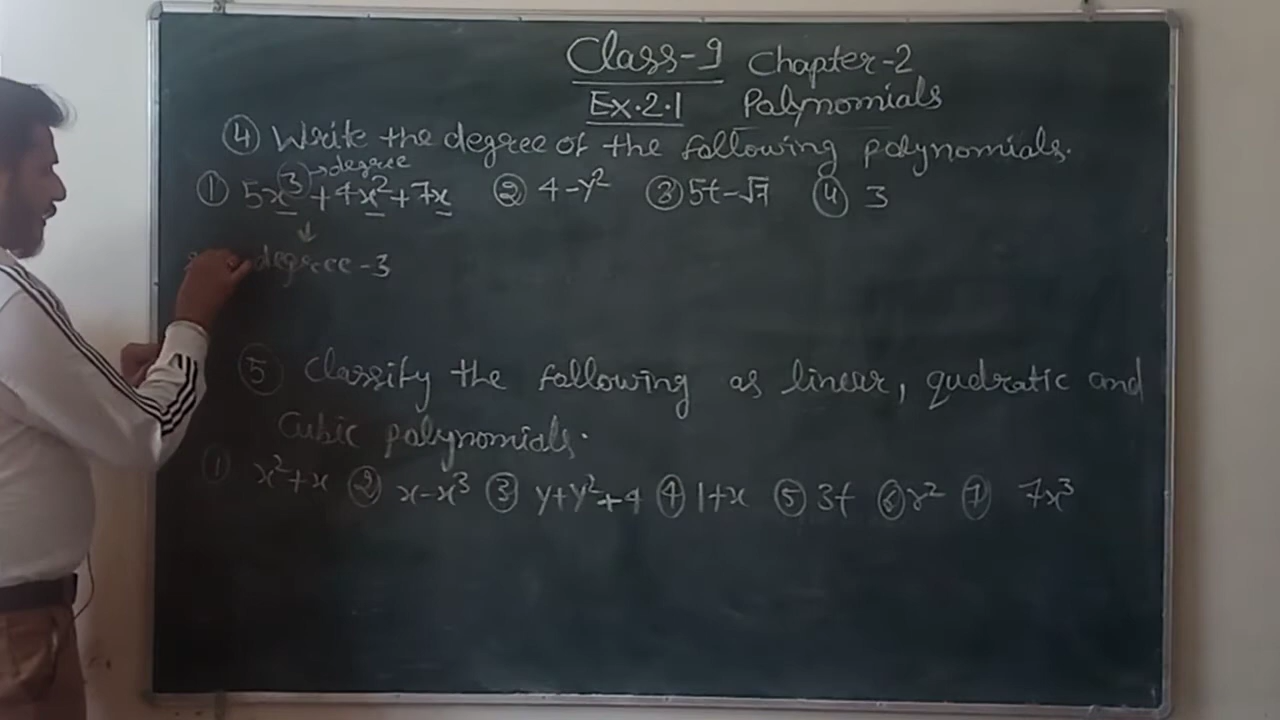 Class-9 Chapter-2
Ex.2.1 Polynomials
④ Write the degree of the following polynomials.
→degree
① 5x³+4x²+7x ② 4-y² ③ 5t-√7 ④ 3
↓
degree-3
⑤ Classify the following as linear, quadratic and
Cubic polynomials.
① x²+x ② x-x³ ③ y+y²+4 ④ 1+x ⑤ 3t ⑥ r² ⑦ 7x³